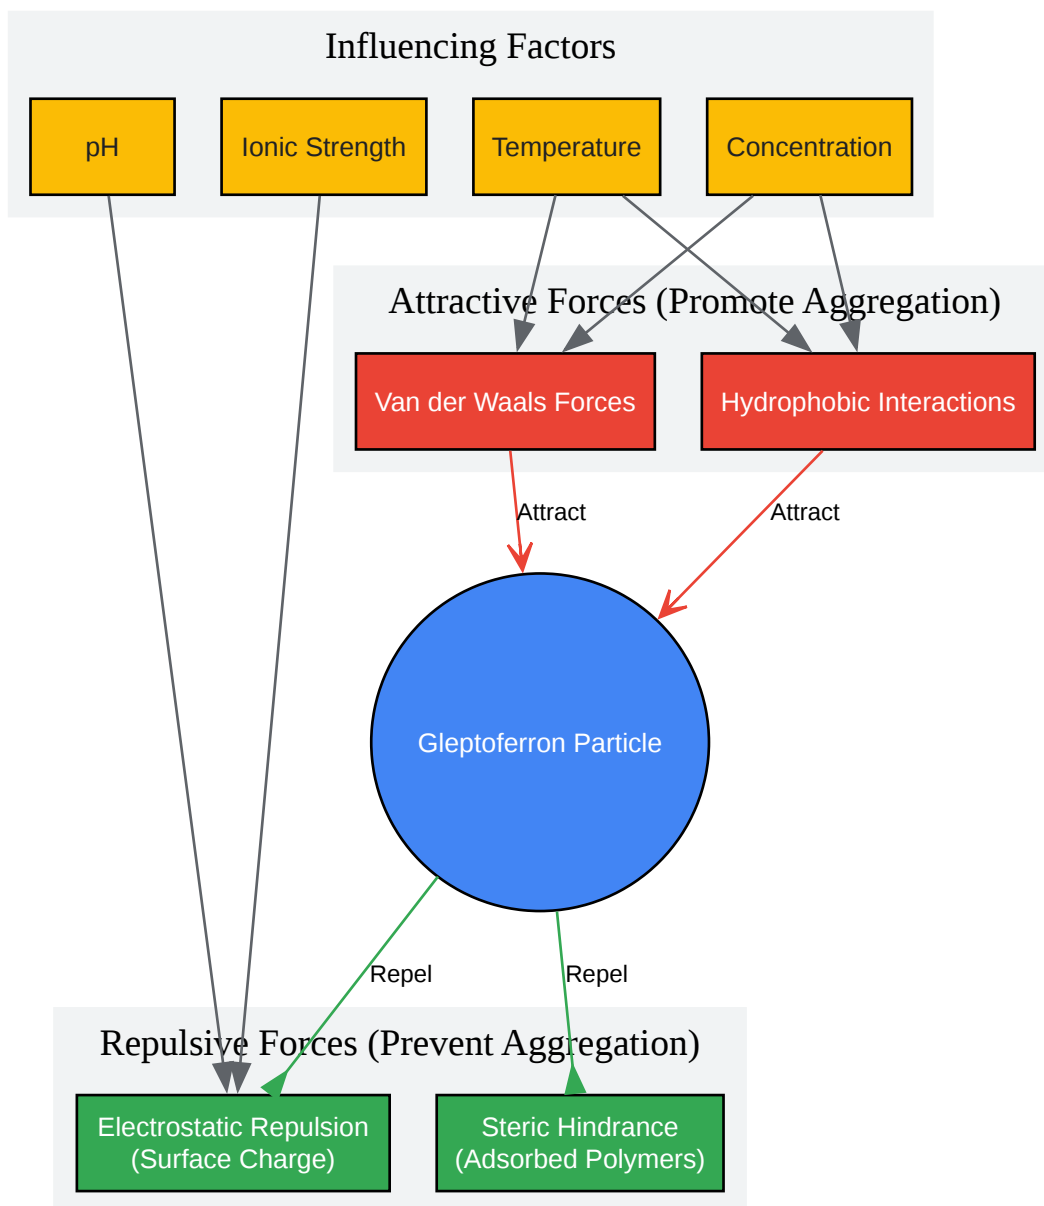 Influencing Factors
pH
Ionic Strength
Temperature
Concentration
Attractive Forces (Promote Aggregation)
Van der Waals Forces
Hydrophobic Interactions
Attract
Attract
Gleptoferron Particle
Repel
Repel
Repulsive Forces (Prevent Aggregation)
Electrostatic Repulsion
(Surface Charge)
Steric Hindrance
(Adsorbed Polymers)